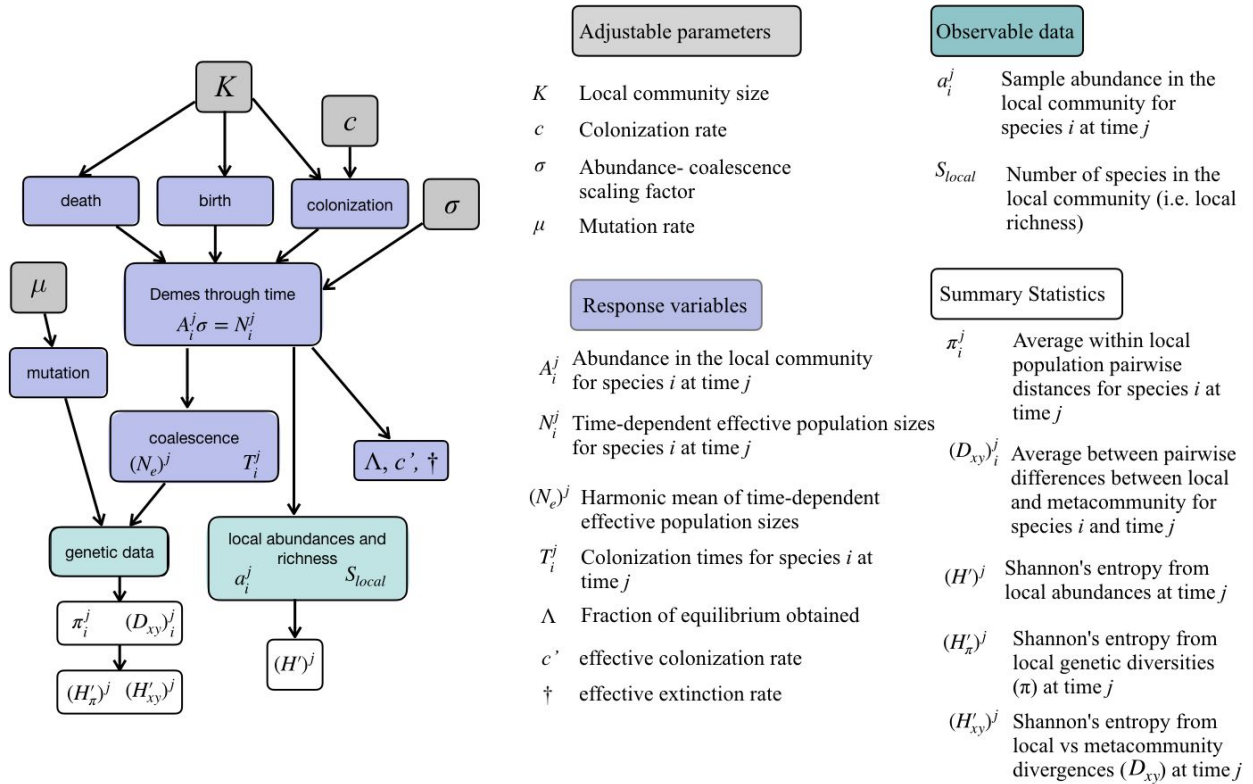 K
c
death
birth
colonization
σ
μ
Demes through time
A_i^j σ = N_i^j
mutation
coalescence
(N_e)^j T_i^j
Λ, c’, †
genetic data
local abundances and
richness
a_i^j S_local
π_i^j (D_xy)_i^j
(H'_π)^j (H'_xy)^j
(H')^j
Adjustable parameters
K Local community size
c Colonization rate
σ Abundance- coalescence
scaling factor
μ Mutation rate
Response variables
A_i^j Abundance in the local community
for species i at time j
N_i^j Time-dependent effective population sizes
for species i at time j
(N_e)^j Harmonic mean of time-dependent
effective population sizes
T_i^j Colonization times for species i at
time j
Λ Fraction of equilibrium obtained
c’ effective colonization rate
† effective extinction rate
Observable data
a_i^j Sample abundance in the
local community for
species i at time j
S_local Number of species in the
local community (i.e. local
richness)
Summary Statistics
π_i^j Average within local
population pairwise
distances for species i at
time j
(D_xy)_i^j Average between pairwise
differences between local
and metacommunity for
species i and time j
(H')^j Shannon's entropy from
local abundances at time j
(H'_π)^j Shannon's entropy from
local genetic diversities
(π) at time j
(H'_xy)^j Shannon's entropy from
local vs metacommunity
divergences (D_xy) at time j